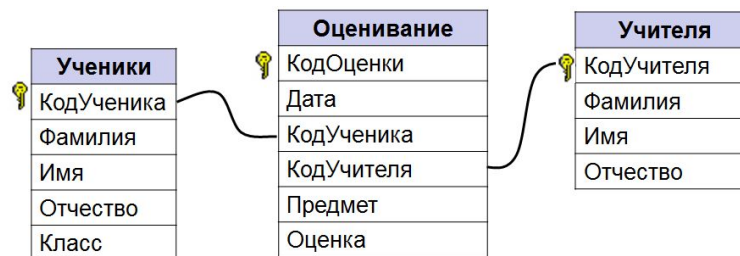 Ученики
КодУченика
Фамилия
Имя
Отчество
Класс
Оценивание
КодОценки
Дата
КодУченика
КодУчителя
Предмет
Оценка
Учителя
КодУчителя
Фамилия
Имя
Отчество